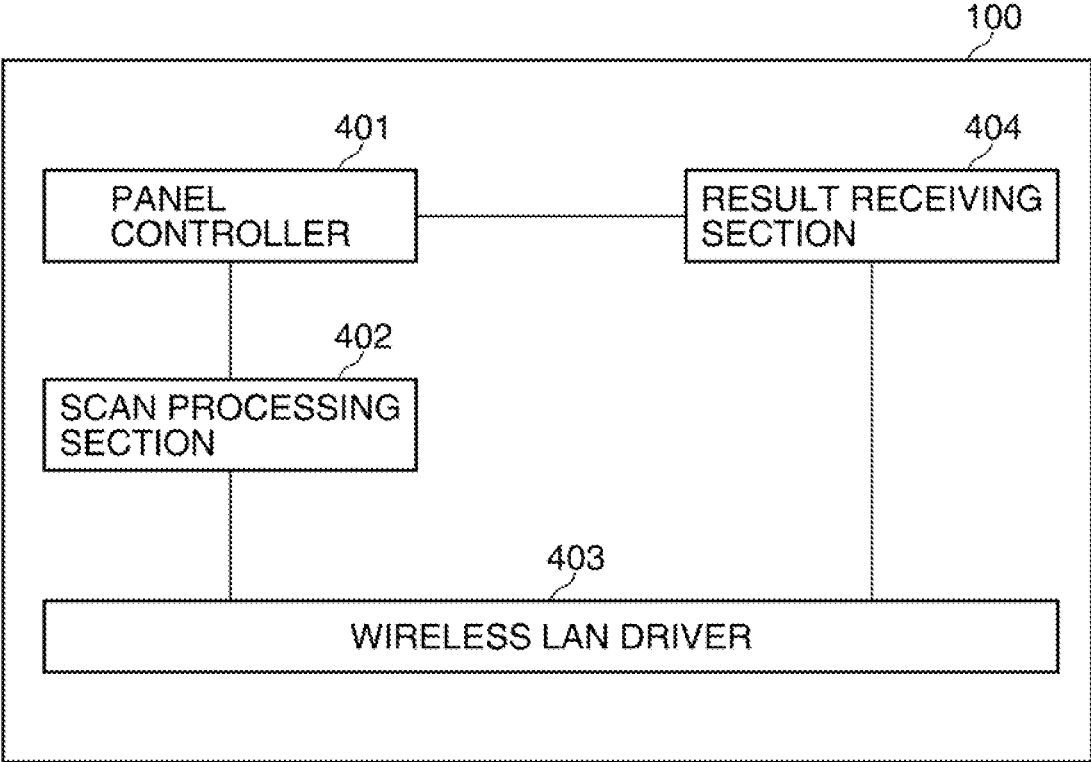 100
401
PANEL
CONTROLLER
404
RESULT RECEIVING
SECTION
402
SCAN PROCESSING
SECTION
403
WIRELESS LAN DRIVER